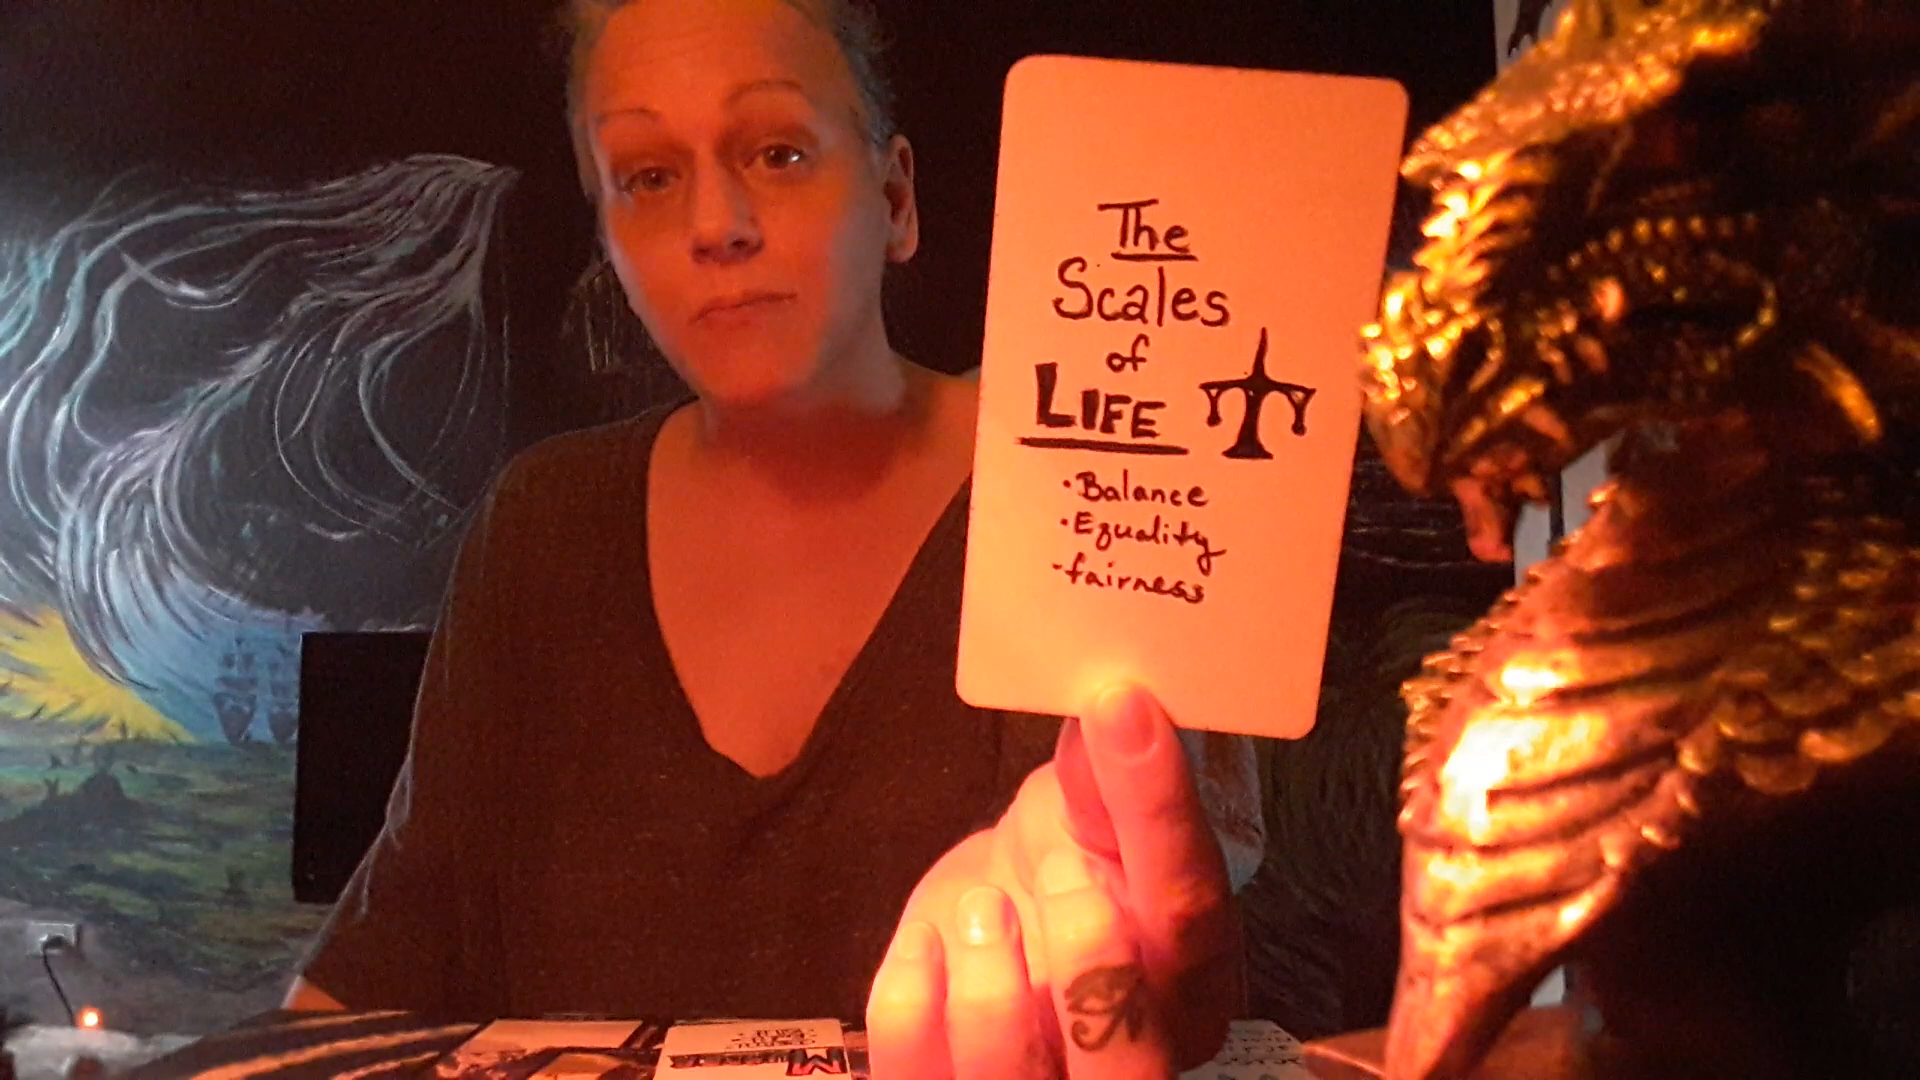 The
Scales
of
LIFE
•Balance
•Equality
-fairness